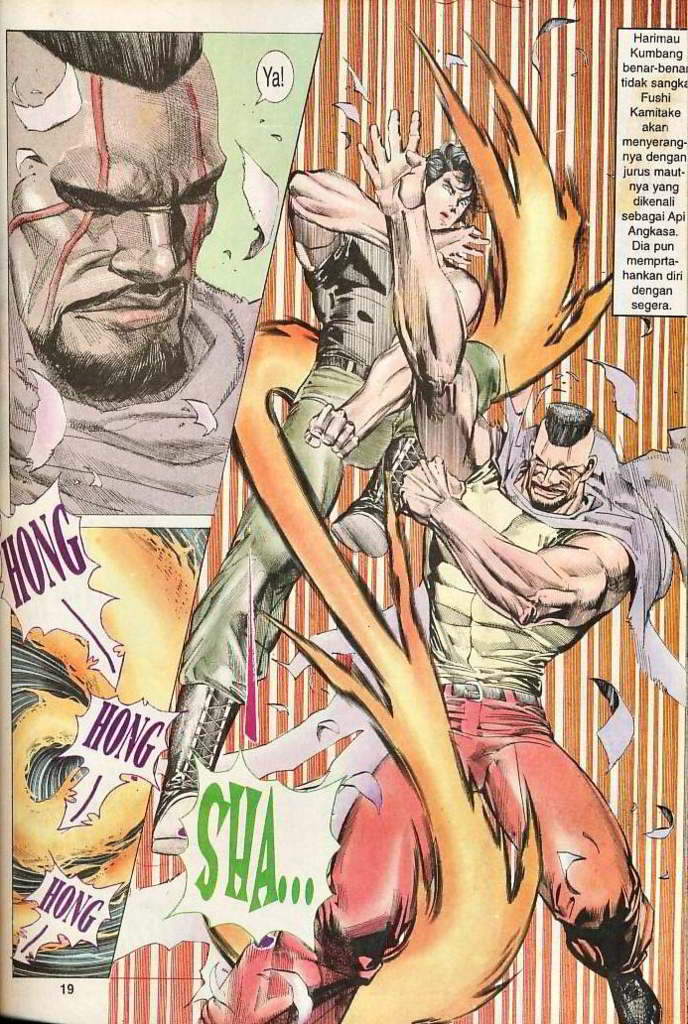 Ya!
Harimau
Kumbang
benar-benar
tidak sangka
Fushi
Kamitake
akan
menyerang-
nya dengan
jurus maut-
nya yang
dikenali
sebagai Api
Angkasa.
Dia pun
memprta-
hankan diri
dengan
segera.
HONG
HONG
HONG
SHA...
19